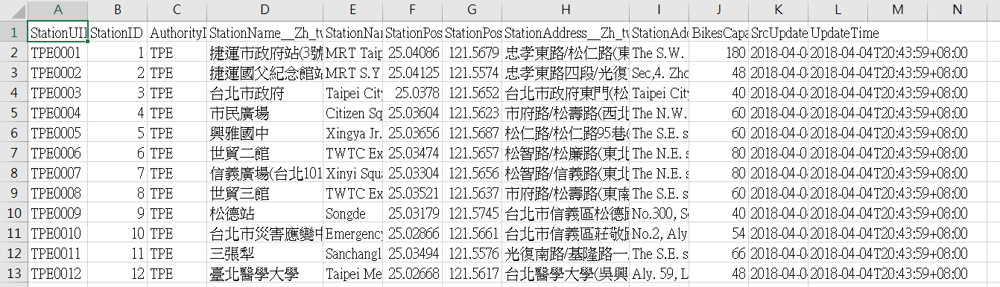 A B C D E F G H I J K L M N
1 StationUII StationID AuthorityI StationName__Zh_tw StationNar StationPos StationPos StationAddress__Zh_tw StationAdd BikesCapa SrcUpdate UpdateTime
2 TPE0001 1 TPE 捷運市政府站(3號 MRT Taip 25.04086 121.5679 忠孝東路/松仁路(東 The S.W. 180 2018-04-0 2018-04-04T20:43:59+08:00
3 TPE0002 2 TPE 捷運國父紀念館站 MRT S.Y 25.04125 121.5574 忠孝東路四段/光復 Sec,4. Zho 48 2018-04-0 2018-04-04T20:43:59+08:00
4 TPE0003 3 TPE 台北市政府 Taipei City 25.0378 121.5652 台北市政府東門(松 Taipei City 40 2018-04-0 2018-04-04T20:43:59+08:00
5 TPE0004 4 TPE 市民廣場 Citizen Sq 25.03604 121.5623 市府路/松壽路(西北 The N.W. 60 2018-04-0 2018-04-04T20:43:59+08:00
6 TPE0005 5 TPE 興雅國中 Xingya Jr. 25.03656 121.5687 松仁路/松仁路95巷( The S.E. s 60 2018-04-0 2018-04-04T20:43:59+08:00
7 TPE0006 6 TPE 世貿二館 TWTC Ex 25.03474 121.5657 松智路/松廉路(東北 The N.E. s 80 2018-04-0 2018-04-04T20:43:59+08:00
8 TPE0007 7 TPE 信義廣場(台北101 Xinyi Squa 25.03304 121.5656 松智路/信義路(東北 The N.E. s 80 2018-04-0 2018-04-04T20:43:59+08:00
9 TPE0008 8 TPE 世貿三館 TWTC Ex 25.03521 121.5637 市府路/松壽路(東南 The S.E. s 60 2018-04-0 2018-04-04T20:43:59+08:00
10 TPE0009 9 TPE 松德站 Songde 25.03179 121.5745 台北市信義區松德路 No.300, So 40 2018-04-0 2018-04-04T20:43:59+08:00
11 TPE0010 10 TPE 台北市災害應變中 Emergency 25.02866 121.5661 台北市信義區莊敬路 No.2, Aly 54 2018-04-0 2018-04-04T20:43:59+08:00
12 TPE0011 11 TPE 三張犁 Sanchangl 25.03494 121.5576 光復南路/基隆路一 The S.E. s 66 2018-04-0 2018-04-04T20:43:59+08:00
13 TPE0012 12 TPE 臺北醫學大學 Taipei Me 25.02668 121.5617 台北醫學大學(吳興 Aly. 59, L 48 2018-04-0 2018-04-04T20:43:59+08:00